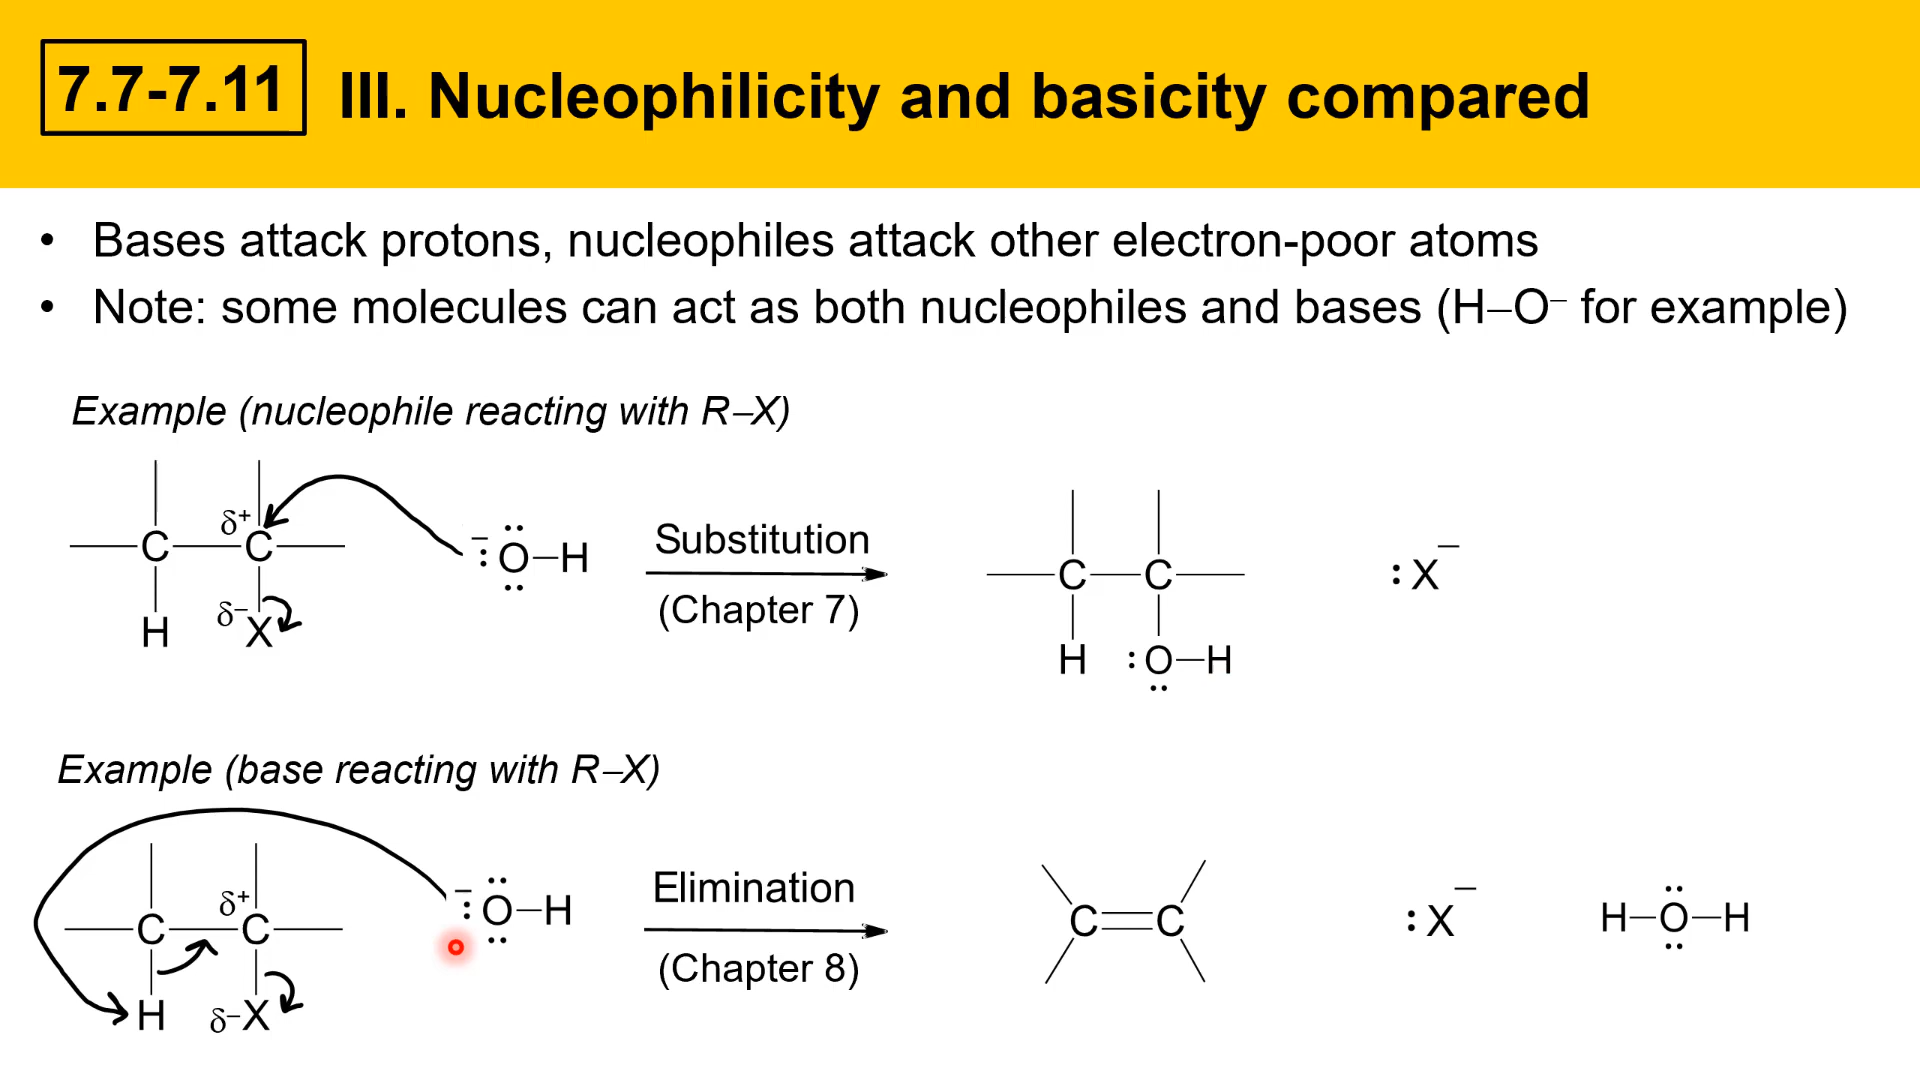 7.7-7.11 III. Nucleophilicity and basicity compared
• Bases attack protons, nucleophiles attack other electron-poor atoms
• Note: some molecules can act as both nucleophiles and bases (H–O⁻ for example)
Example (nucleophile reacting with R–X)
δ⁺
C C
δ⁻
H X
:O–H
Substitution
(Chapter 7)
C C
H :O–H
:X⁻
Example (base reacting with R–X)
δ⁺
C C
H δ⁻X
:O–H
Elimination
(Chapter 8)
C=C
:X⁻
H–O–H